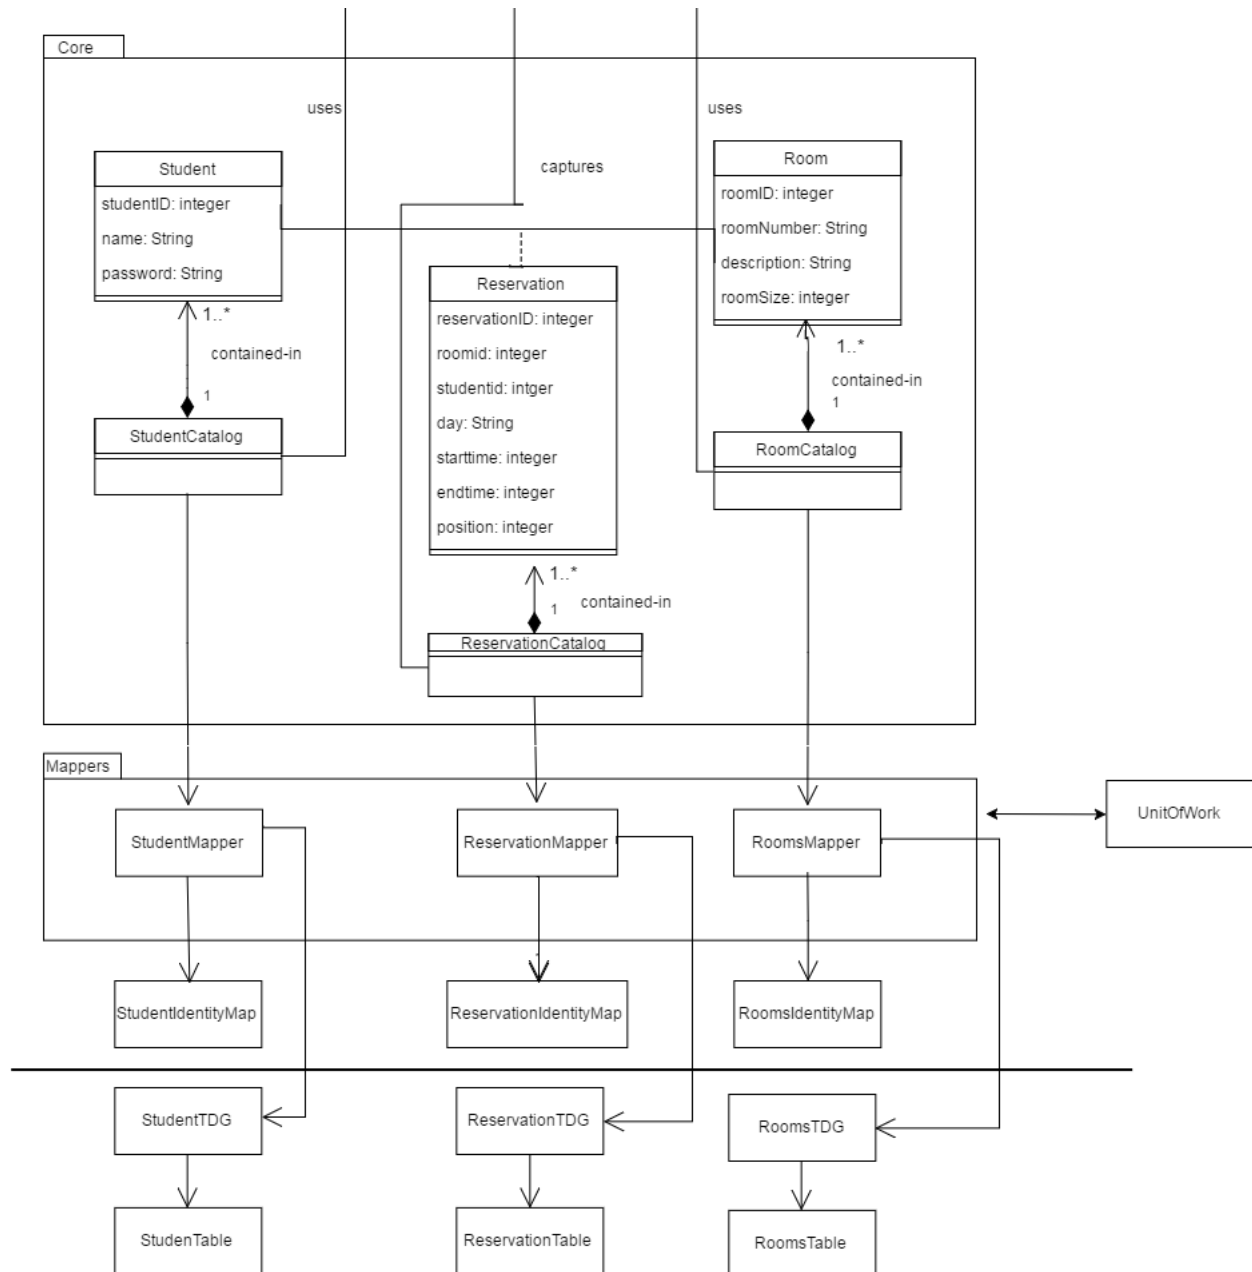 Core
uses
uses
captures
Student
studentID: integer
name: String
password: String
Room
roomID: integer
roomNumber: String
description: String
roomSize: integer
Reservation
reservationID: integer
roomid: integer
studentid: intger
day: String
starttime: integer
endtime: integer
position: integer
1..*
contained-in
1
StudentCatalog
1..*
contained-in
1
RoomCatalog
1..*
contained-in
1
ReservationCatalog
Mappers
StudentMapper
ReservationMapper
RoomsMapper
UnitOfWork
StudentIdentityMap
ReservationIdentityMap
RoomsIdentityMap
StudentTDG
ReservationTDG
RoomsTDG
StudenTable
ReservationTable
RoomsTable